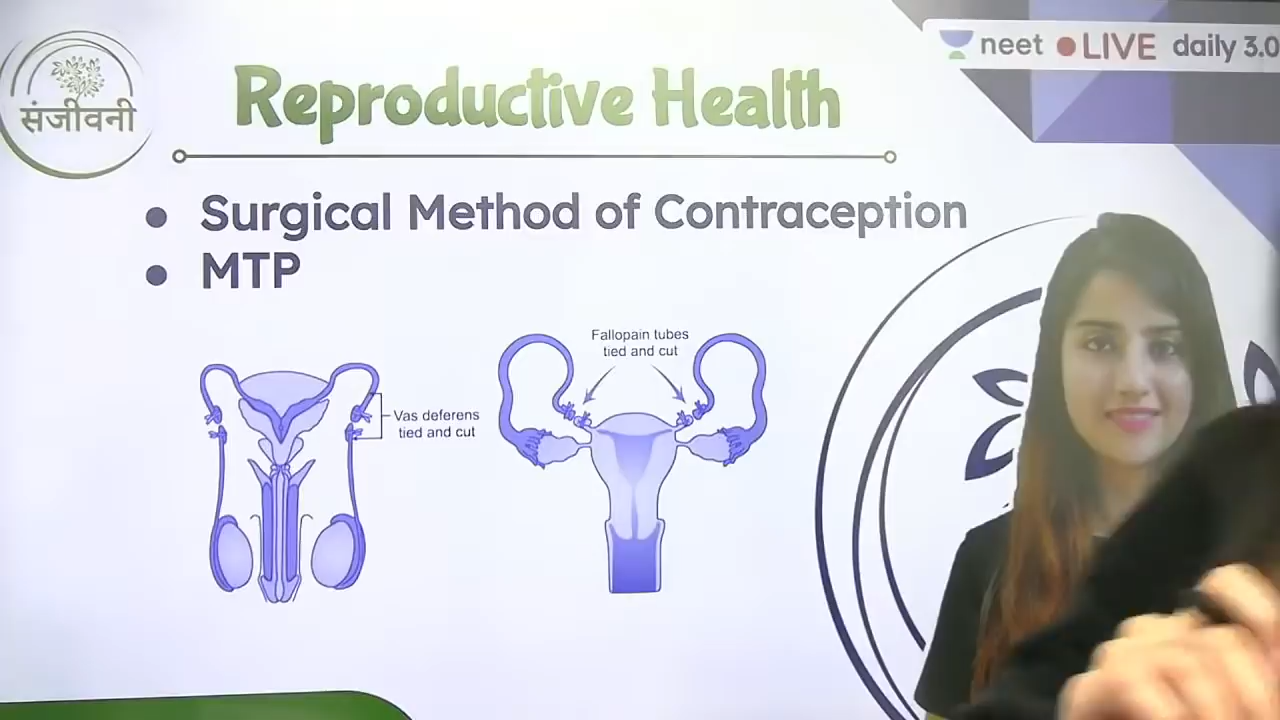 संजीवनी
Reproductive Health
neet LIVE daily 3.0
Surgical Method of Contraception
MTP
Fallopain tubes
tied and cut
Vas deferens
tied and cut